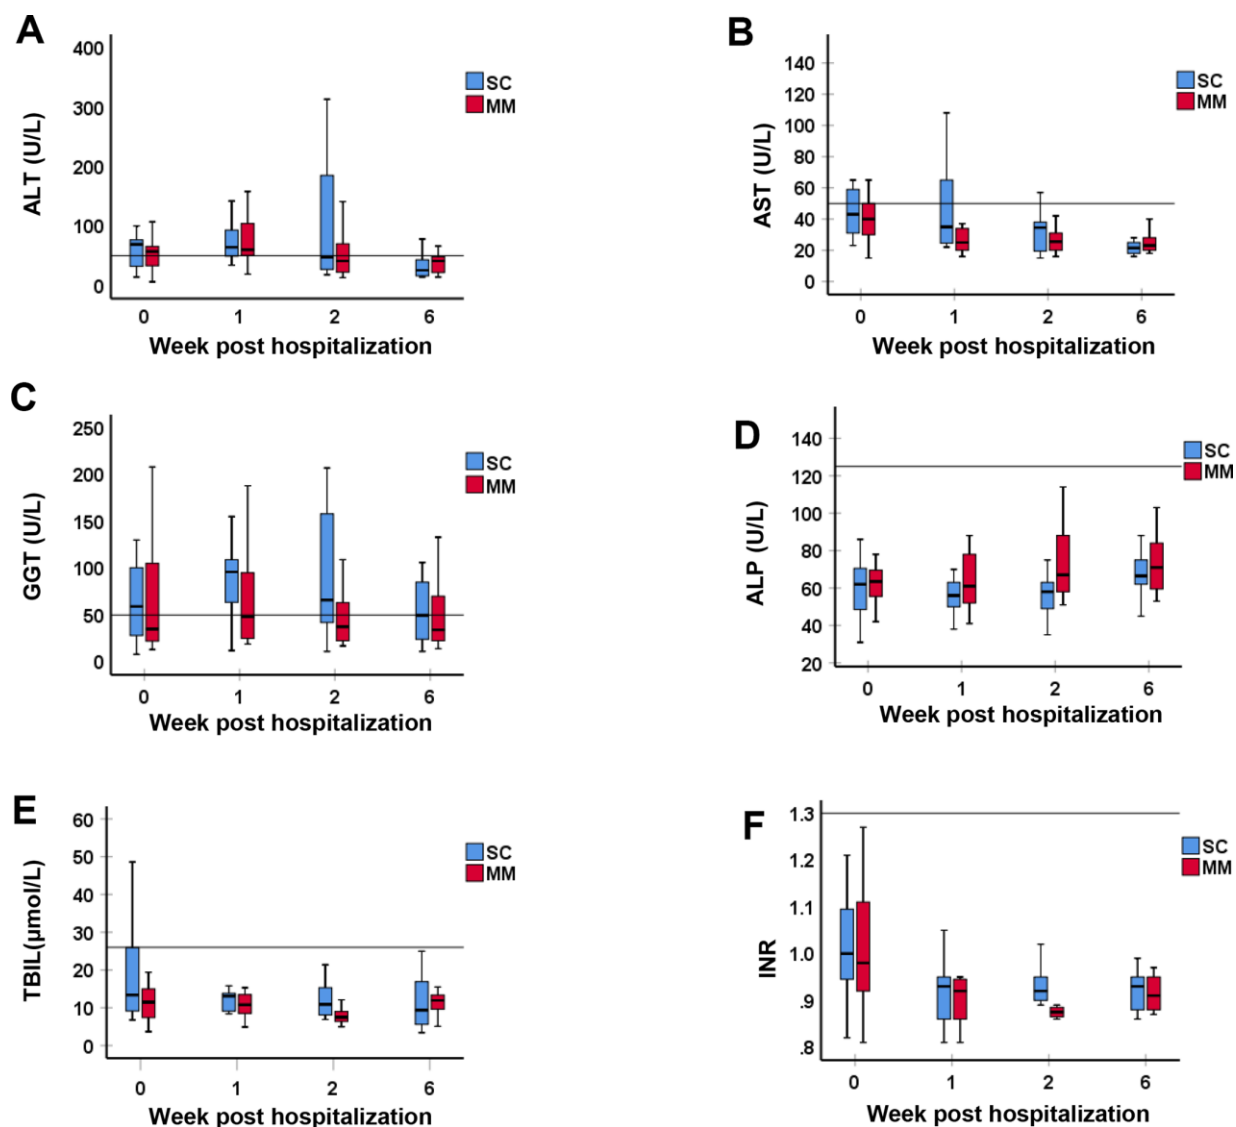 A
400
300
200
100
0
ALT (U/L)
SC
MM
0 1 2 6
Week post hospitalization
B
140
120
100
80
60
40
20
0
AST (U/L)
SC
MM
0 1 2 6
Week post hospitalization
C
250
200
150
100
50
0
GGT (U/L)
SC
MM
0 1 2 6
Week post hospitalization
D
140
120
100
80
60
40
20
ALP (U/L)
SC
MM
0 1 2 6
Week post hospitalization
E
60
50
40
30
20
10
0
TBIL(μmol/L)
SC
MM
0 1 2 6
Week post hospitalization
F
1.3
1.2
1.1
1.0
.9
.8
INR
SC
MM
0 1 2 6
Week post hospitalization